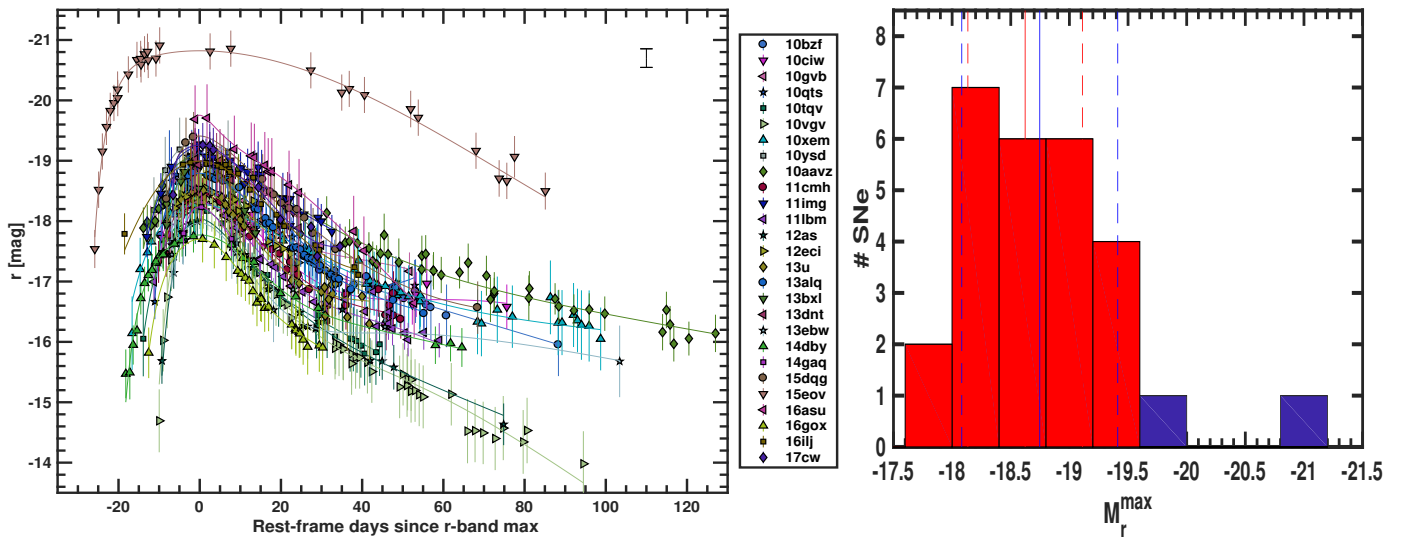 -21
-20
-19
-18
-17
-16
-15
-14
r [mag]
-20 0 20 40 60 80 100 120
Rest-frame days since r-band max
10bzf
10ciw
10gvb
10qts
10tqv
10vgv
10xem
10ysd
10aavz
11cmh
11img
11lbm
12as
12eci
13u
13alq
13bxl
13dnt
13ebw
14dby
14gaq
15dqg
15eov
16asu
16gox
16ilj
17cw
8
7
6
5
4
3
2
1
0
# SNe
-17.5 -18 -18.5 -19 -19.5 -20 -20.5 -21 -21.5
M_r^max